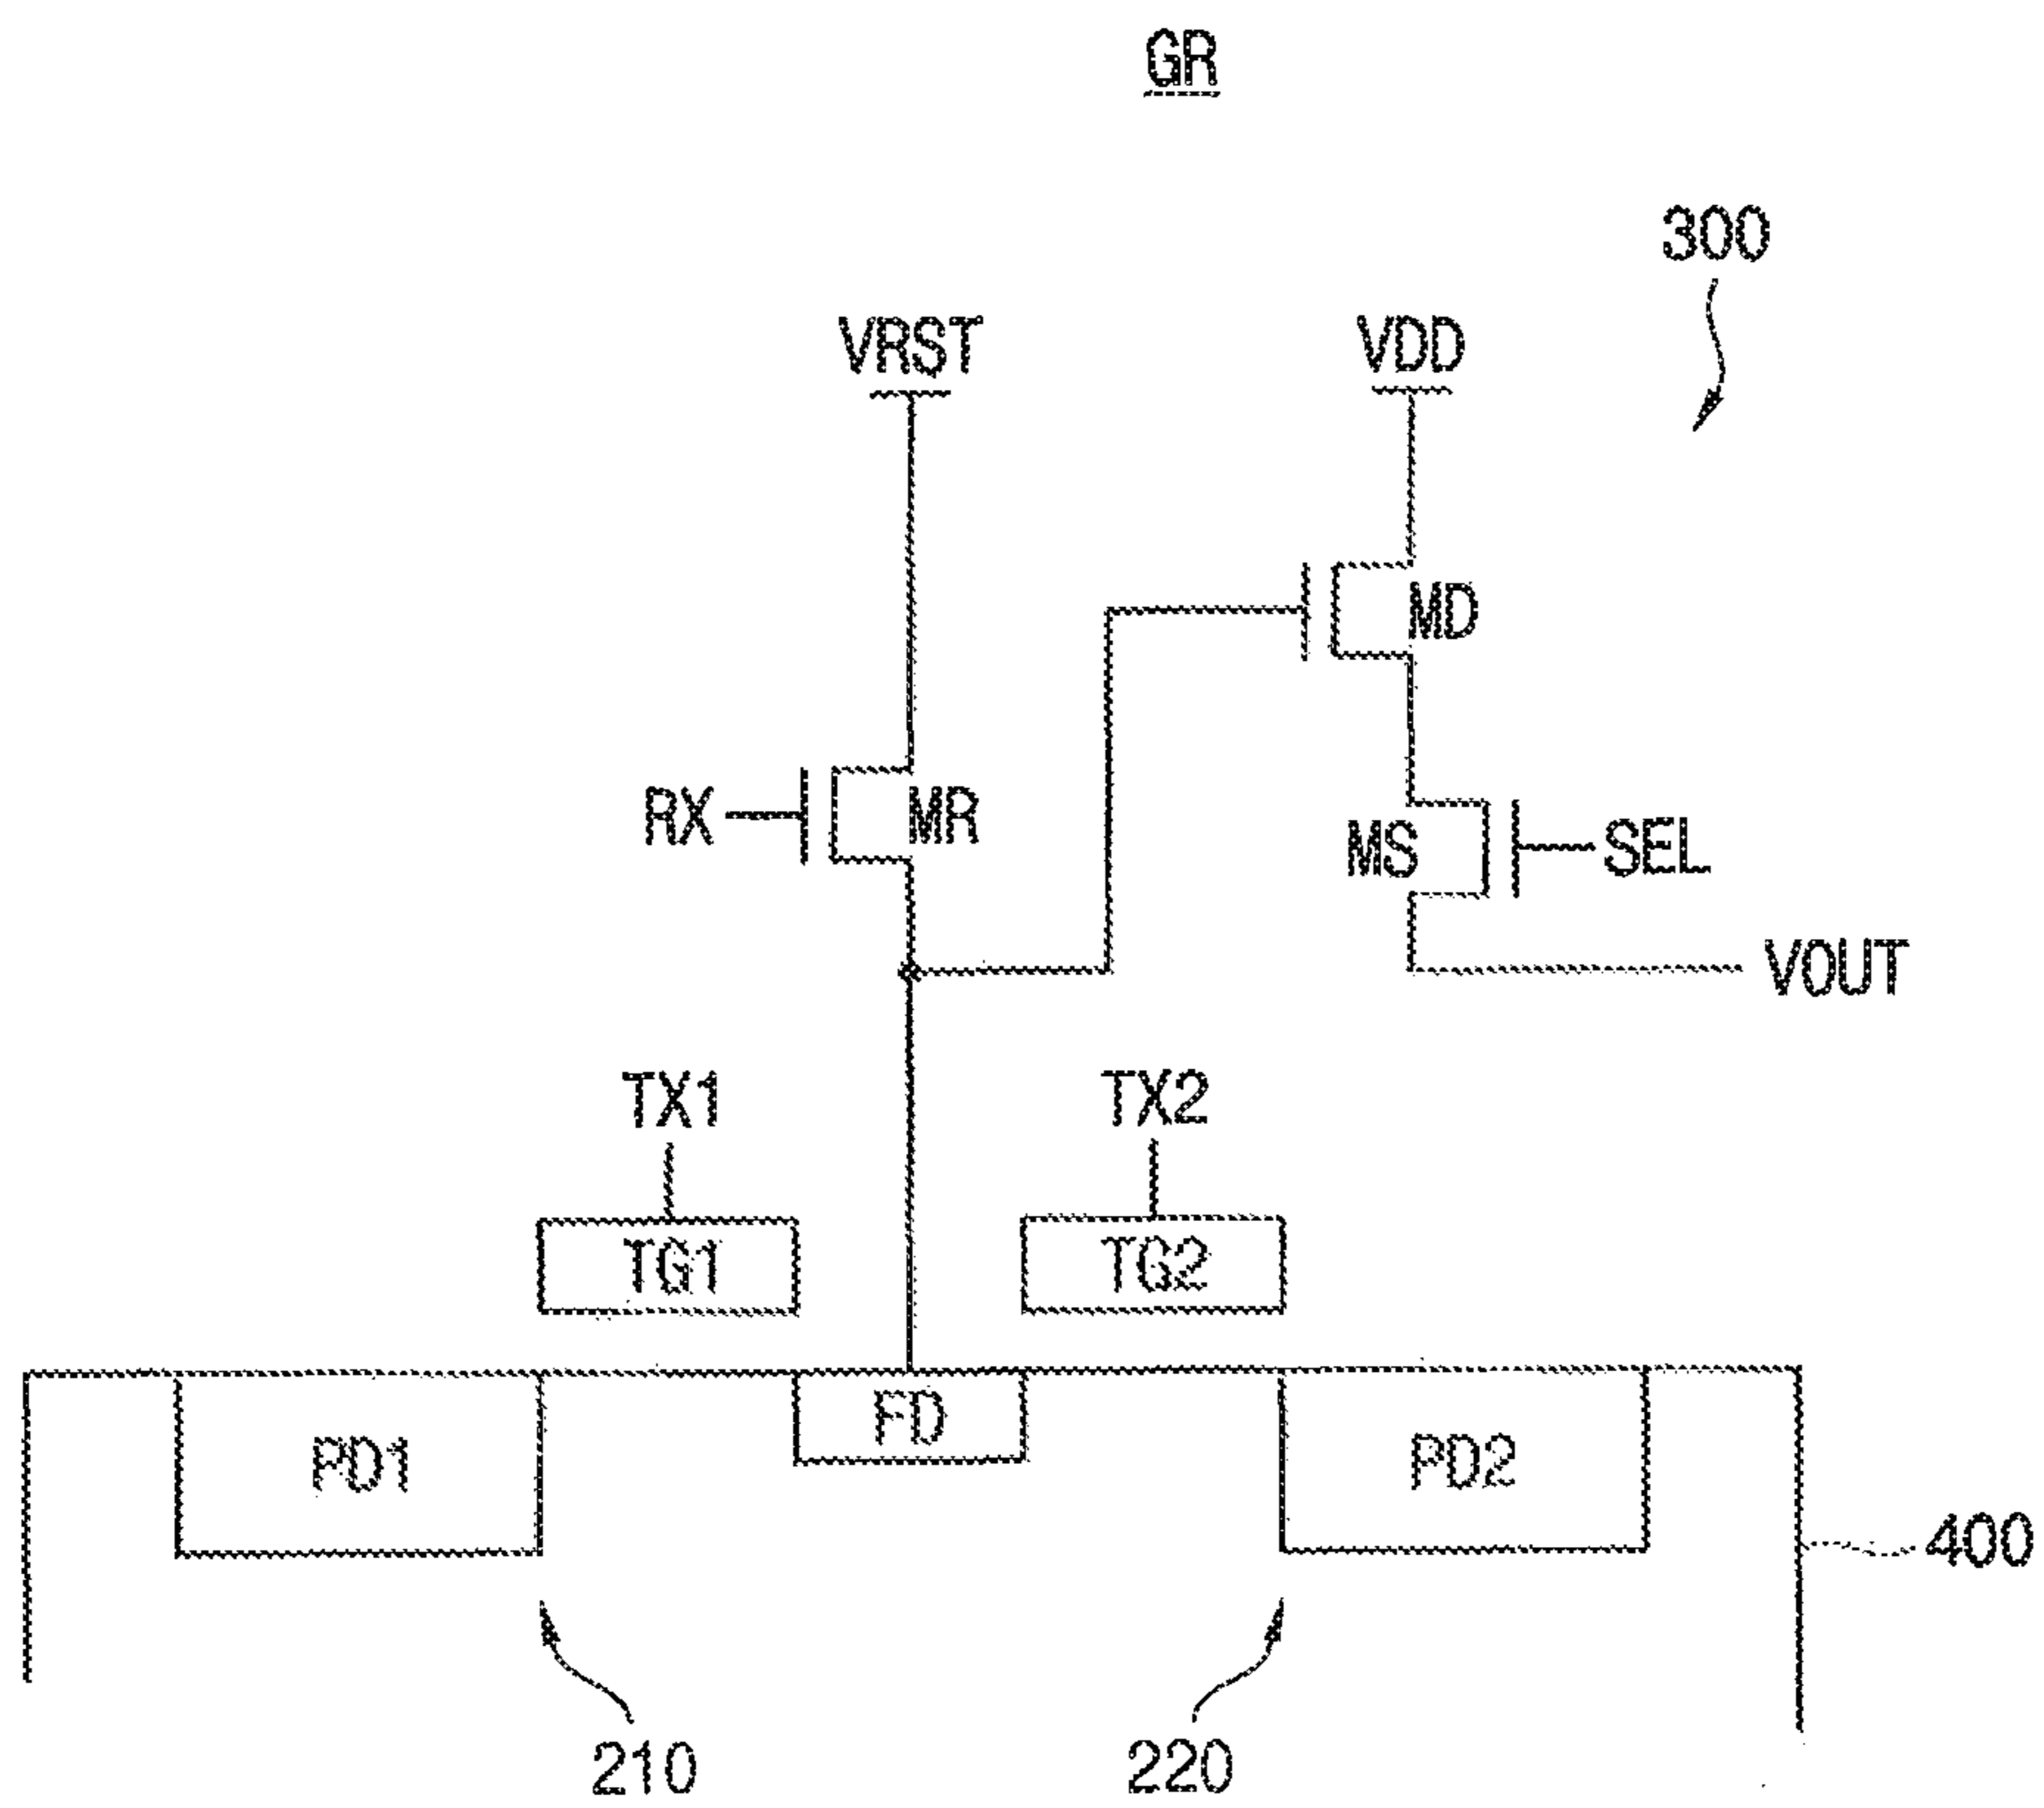 GR
300
VRST
VDD
MD
RX
MR
MS
SEL
VOUT
TX1
TX2
TG1
TG2
FD
PD1
PD2
400
210
220